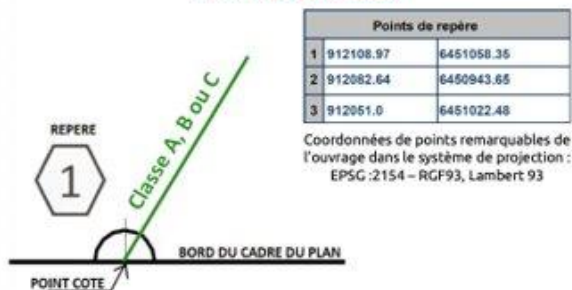 Points de repère
1 912108.97 6451058.35
2 912082.64 6450943.65
3 912051.0 6451022.48
Coordonnées de points remarquables de
l'ouvrage dans le système de projection :
EPSG :2154 – RGF93, Lambert 93
REPERE
1
Classe A, B ou C
BORD DU CADRE DU PLAN
POINT COTE